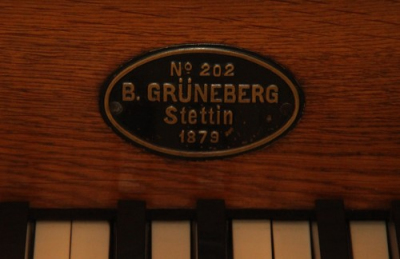 Nº 202
B. GRÜNEBERG
Stettin
1879